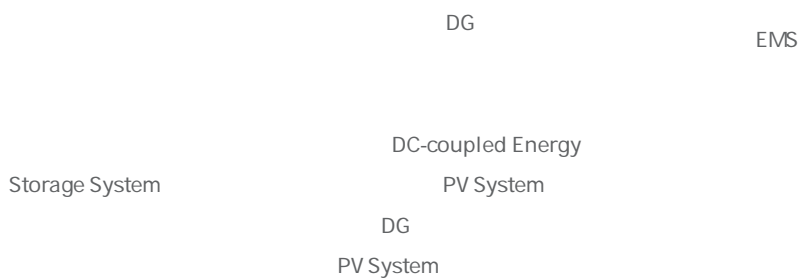 DG
EMS
DC-coupled Energy
Storage System PV System
DG
PV System